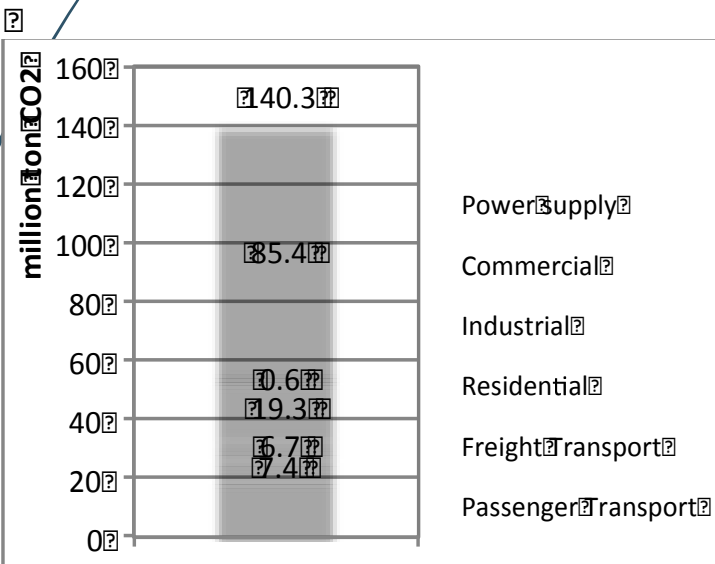 million ton CO2
160
140.3
140
120
100
85.4
80
60
0.6
19.3
40
6.7
7.4
20
0
Power supply
Commercial
Industrial
Residential
Freight Transport
Passenger Transport